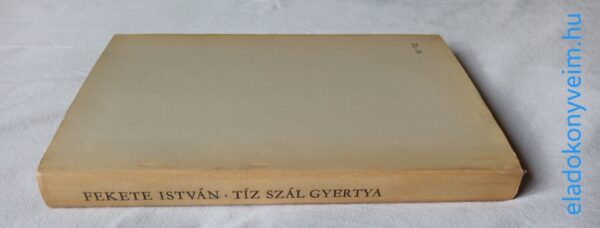 FEKETE ISTVÁN · TÍZ SZÁL GYERTYA
eladokonyveim.hu